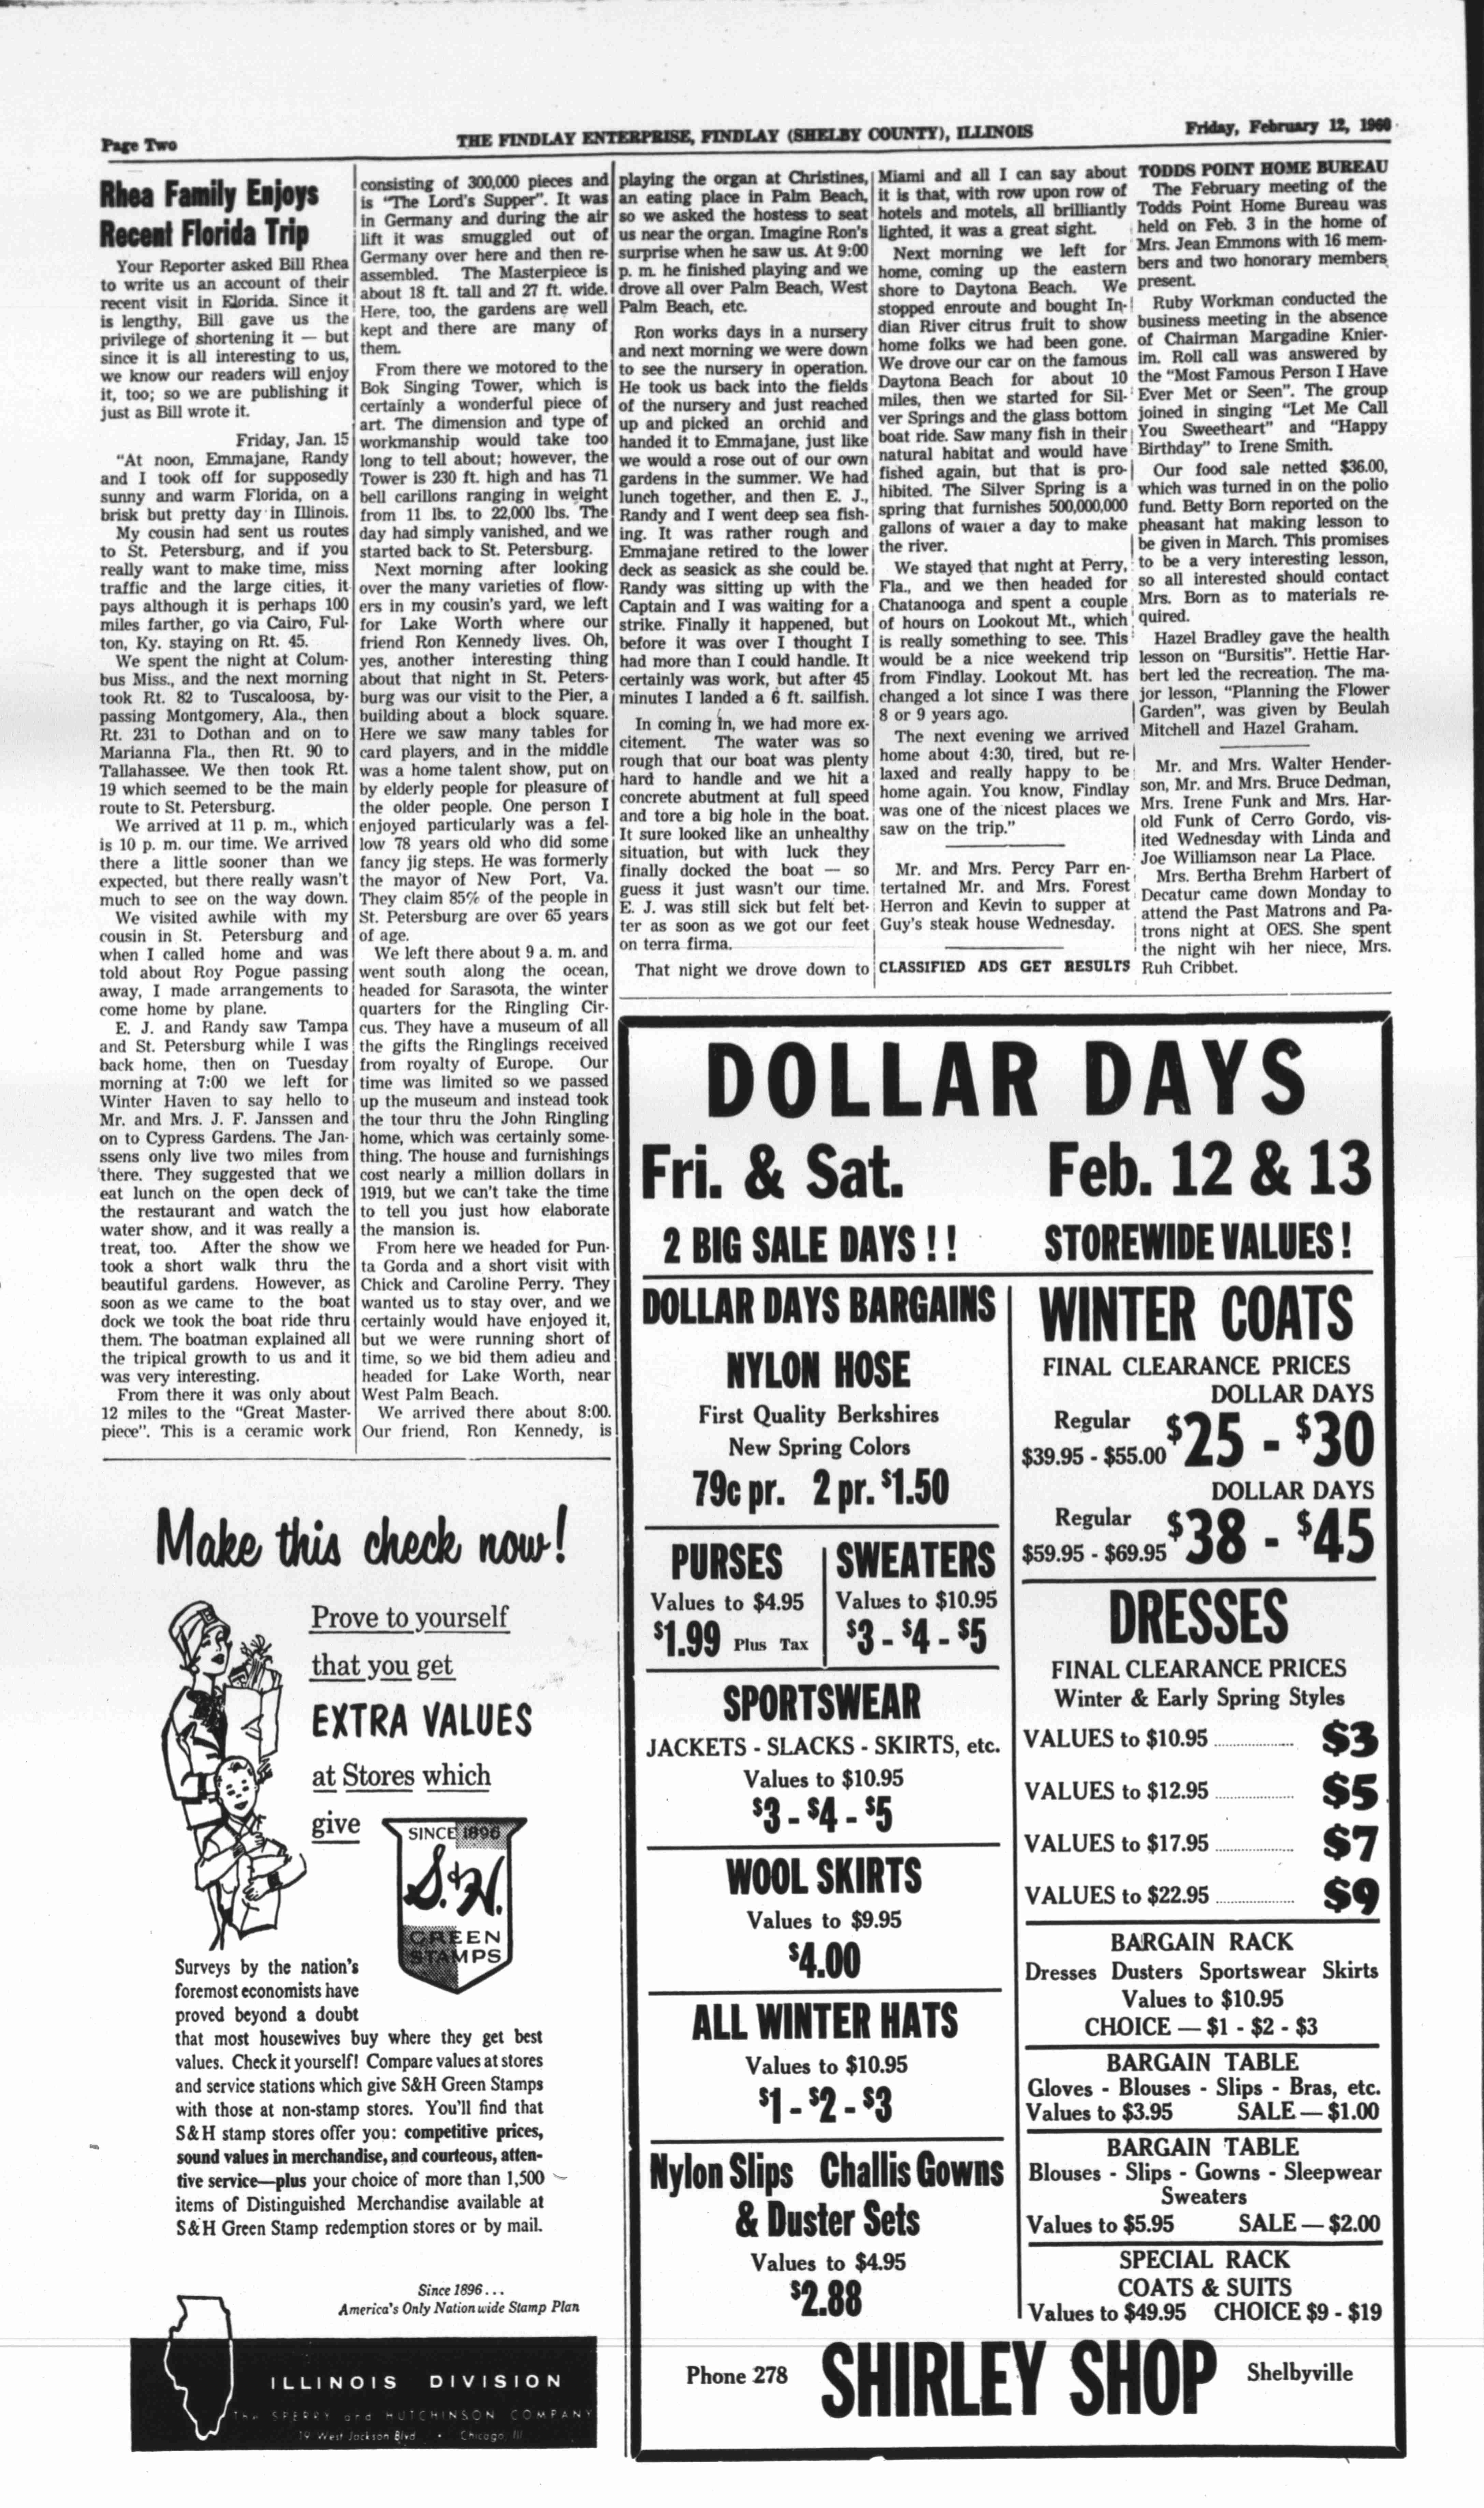 Page Two
THE FINDLAY ENTERPRISE, FINDLAY (SHELBY COUNTY), ILLINOIS
Friday, February 12, 1960
Rhea Family Enjoys
Recent Florida Trip
Your Reporter asked Bill Rhea
to write us an account of their
recent visit in Florida. Since it
is lengthy, Bill gave us the
privilege of shortening it — but
since it is all interesting to us,
we know our readers will enjoy
it, too; so we are publishing it
just as Bill wrote it.
Friday, Jan. 15
"At noon, Emmajane, Randy
and I took off for supposedly
sunny and warm Florida, on a
brisk but pretty day in Illinois.
My cousin had sent us routes
to St. Petersburg, and if you
really want to make time, miss
traffic and the large cities, it
pays although it is perhaps 100
miles farther, go via Cairo, Ful-
ton, Ky. staying on Rt. 45.
We spent the night at Colum-
bus Miss., and the next morning
took Rt. 82 to Tuscaloosa, by-
passing Montgomery, Ala., then
Rt. 231 to Dothan and on to
Marianna Fla., then Rt. 90 to
Tallahassee. We then took Rt.
19 which seemed to be the main
route to St. Petersburg.
We arrived at 11 p. m., which
is 10 p. m. our time. We arrived
there a little sooner than we
expected, but there really wasn't
much to see on the way down.
We visited awhile with my
cousin in St. Petersburg and
when I called home and was
told about Roy Pogue passing
away, I made arrangements to
come home by plane.
E. J. and Randy saw Tampa
and St. Petersburg while I was
back home, then on Tuesday
morning at 7:00 we left for
Winter Haven to say hello to
Mr. and Mrs. J. F. Janssen and
on to Cypress Gardens. The Jan-
ssens only live two miles from
there. They suggested that we
eat lunch on the open deck of
the restaurant and watch the
water show, and it was really a
treat, too. After the show we
took a short walk thru the
beautiful gardens. However, as
soon as we came to the boat
dock we took the boat ride thru
them. The boatman explained all
the tripical growth to us and it
was very interesting.
From there it was only about
12 miles to the "Great Master-
piece". This is a ceramic work
consisting of 300,000 pieces and
is "The Lord's Supper". It was
in Germany and during the air
lift it was smuggled out of
Germany over here and then re-
assembled. The Masterpiece is
about 18 ft. tall and 27 ft. wide.
Here, too, the gardens are well
kept and there are many of
them.
From there we motored to the
Bok Singing Tower, which is
certainly a wonderful piece of
art. The dimension and type of
workmanship would take too
long to tell about; however, the
Tower is 230 ft. high and has 71
bell carillons ranging in weight
from 11 lbs. to 22,000 lbs. The
day had simply vanished, and we
started back to St. Petersburg.
Next morning after looking
over the many varieties of flow-
ers in my cousin's yard, we left
for Lake Worth where our
friend Ron Kennedy lives. Oh,
yes, another interesting thing
about that night in St. Peters-
burg was our visit to the Pier, a
building about a block square.
Here we saw many tables for
card players, and in the middle
was a home talent show, put on
by elderly people for pleasure of
the older people. One person I
enjoyed particularly was a fel-
low 78 years old who did some
fancy jig steps. He was formerly
the mayor of New Port, Va.
They claim 85% of the people in
St. Petersburg are over 65 years
of age.
We left there about 9 a. m. and
went south along the ocean,
headed for Sarasota, the winter
quarters for the Ringling Cir-
cus. They have a museum of all
the gifts the Ringlings received
from royalty of Europe. Our
time was limited so we passed
up the museum and instead took
the tour thru the John Ringling
home, which was certainly some-
thing. The house and furnishings
cost nearly a million dollars in
1919, but we can't take the time
to tell you just how elaborate
the mansion is.
From here we headed for Pun-
ta Gorda and a short visit with
Chick and Caroline Perry. They
wanted us to stay over, and we
certainly would have enjoyed it,
but we were running short of
time, so we bid them adieu and
headed for Lake Worth, near
West Palm Beach.
We arrived there about 8:00.
Our friend, Ron Kennedy, is
playing the organ at Christines,
an eating place in Palm Beach,
so we asked the hostess to seat
us near the organ. Imagine Ron's
surprise when he saw us. At 9:00
p. m. he finished playing and we
drove all over Palm Beach, West
Palm Beach, etc.
Ron works days in a nursery
and next morning we were down
to see the nursery in operation.
He took us back into the fields
of the nursery and just reached
up and picked an orchid and
handed it to Emmajane, just like
we would a rose out of our own
gardens in the summer. We had
lunch together, and then E. J.,
Randy and I went deep sea fish-
ing. It was rather rough and
Emmajane retired to the lower
deck as seasick as she could be.
Randy was sitting up with the
Captain and I was waiting for a
strike. Finally it happened, but
before it was over I thought I
had more than I could handle. It
certainly was work, but after 45
minutes I landed a 6 ft. sailfish.
In coming in, we had more ex-
citement. The water was so
rough that our boat was plenty
hard to handle and we hit a
concrete abutment at full speed
and tore a big hole in the boat.
It sure looked like an unhealthy
situation, but with luck they
finally docked the boat — so
guess it just wasn't our time.
E. J. was still sick but felt bet-
ter as soon as we got our feet
on terra firma.
That night we drove down to
Miami and all I can say about
it is that, with row upon row of
hotels and motels, all brilliantly
lighted, it was a great sight.
Next morning we left for
home, coming up the eastern
shore to Daytona Beach. We
stopped enroute and bought In-
dian River citrus fruit to show
home folks we had been gone.
We drove our car on the famous
Daytona Beach for about 10
miles, then we started for Sil-
ver Springs and the glass bottom
boat ride. Saw many fish in their
natural habitat and would have
fished again, but that is pro-
hibited. The Silver Spring is a
spring that furnishes 500,000,000
gallons of water a day to make
the river.
We stayed that night at Perry,
Fla., and we then headed for
Chatanooga and spent a couple
of hours on Lookout Mt., which
is really something to see. This
would be a nice weekend trip
from Findlay. Lookout Mt. has
changed a lot since I was there
8 or 9 years ago.
The next evening we arrived
home about 4:30, tired, but re-
laxed and really happy to be
home again. You know, Findlay
was one of the nicest places we
saw on the trip."
Mr. and Mrs. Percy Parr en-
tertained Mr. and Mrs. Forest
Herron and Kevin to supper at
Guy's steak house Wednesday.
CLASSIFIED ADS GET RESULTS
TODDS POINT HOME BUREAU
The February meeting of the
Todds Point Home Bureau was
held on Feb. 3 in the home of
Mrs. Jean Emmons with 16 mem-
bers and two honorary members
present.
Ruby Workman conducted the
business meeting in the absence
of Chairman Margadine Knier-
im. Roll call was answered by
the "Most Famous Person I Have
Ever Met or Seen". The group
joined in singing "Let Me Call
You Sweetheart" and "Happy
Birthday" to Irene Smith.
Our food sale netted $36.00,
which was turned in on the polio
fund. Betty Born reported on the
pheasant hat making lesson to
be given in March. This promises
to be a very interesting lesson,
so all interested should contact
Mrs. Born as to materials re-
quired.
Hazel Bradley gave the health
lesson on "Bursitis". Hettie Har-
bert led the recreation. The ma-
jor lesson, "Planning the Flower
Garden", was given by Beulah
Mitchell and Hazel Graham.
Mr. and Mrs. Walter Hender-
son, Mr. and Mrs. Bruce Dedman,
Mrs. Irene Funk and Mrs. Har-
old Funk of Cerro Gordo, vis-
ited Wednesday with Linda and
Joe Williamson near La Place.
Mrs. Bertha Brehm Harbert of
Decatur came down Monday to
attend the Past Matrons and Pa-
trons night at OES. She spent
the night wih her niece, Mrs.
Ruh Cribbet.
Make this check now!
Prove to yourself
that you get
EXTRA VALUES
at Stores which
give
SINCE 1896
S.&H.
GREEN
STAMPS
Surveys by the nation's
foremost economists have
proved beyond a doubt
that most housewives buy where they get best
values. Check it yourself! Compare values at stores
and service stations which give S&H Green Stamps
with those at non-stamp stores. You'll find that
S&H stamp stores offer you: competitive prices,
sound values in merchandise, and courteous, atten-
tive service—plus your choice of more than 1,500
items of Distinguished Merchandise available at
S&H Green Stamp redemption stores or by mail.
Since 1896...
America's Only Nationwide Stamp Plan
ILLINOIS DIVISION
The SPERRY and HUTCHINSON COMPANY
19 West Jackson Blvd • Chicago, Ill
DOLLAR DAYS
Fri. & Sat. Feb. 12 & 13
2 BIG SALE DAYS ! ! STOREWIDE VALUES !
DOLLAR DAYS BARGAINS
NYLON HOSE
First Quality Berkshires
New Spring Colors
79c pr. 2 pr. $1.50
PURSES
Values to $4.95
$1.99 Plus Tax
SWEATERS
Values to $10.95
$3 - $4 - $5
SPORTSWEAR
JACKETS - SLACKS - SKIRTS, etc.
Values to $10.95
$3 - $4 - $5
WOOL SKIRTS
Values to $9.95
$4.00
ALL WINTER HATS
Values to $10.95
$1 - $2 - $3
Nylon Slips Challis Gowns
& Duster Sets
Values to $4.95
$2.88
WINTER COATS
FINAL CLEARANCE PRICES
DOLLAR DAYS
Regular
$39.95 - $55.00 $25 - $30
DOLLAR DAYS
Regular
$59.95 - $69.95 $38 - $45
DRESSES
FINAL CLEARANCE PRICES
Winter & Early Spring Styles
VALUES to $10.95 ........ $3
VALUES to $12.95 ........ $5
VALUES to $17.95 ........ $7
VALUES to $22.95 ........ $9
BARGAIN RACK
Dresses Dusters Sportswear Skirts
Values to $10.95
CHOICE — $1 - $2 - $3
BARGAIN TABLE
Gloves - Blouses - Slips - Bras, etc.
Values to $3.95 SALE — $1.00
BARGAIN TABLE
Blouses - Slips - Gowns - Sleepwear
Sweaters
Values to $5.95 SALE — $2.00
SPECIAL RACK
COATS & SUITS
Values to $49.95 CHOICE $9 - $19
Phone 278 SHIRLEY SHOP Shelbyville